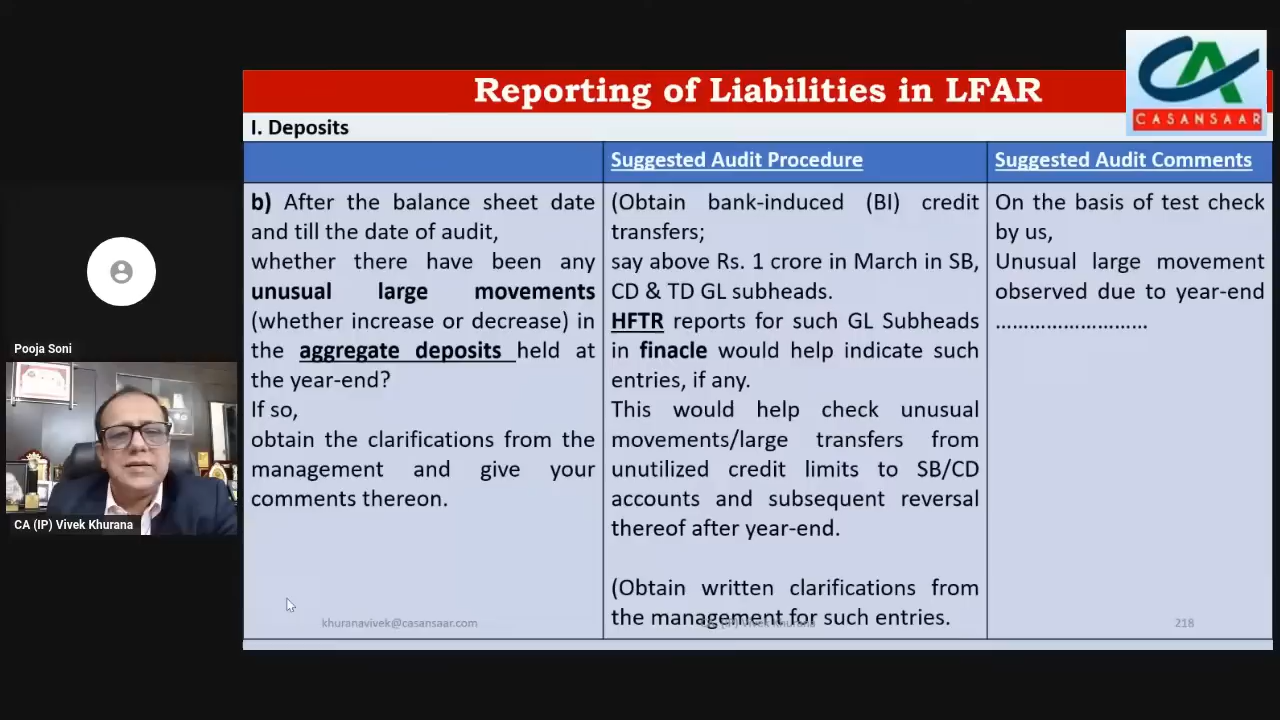 Reporting of Liabilities in LFAR
CA
CASANSAAR
I. Deposits
Suggested Audit Procedure
Suggested Audit Comments
b) After the balance sheet date
and till the date of audit,
whether there have been any
unusual large movements
(whether increase or decrease) in
the aggregate deposits held at
the year-end?
If so,
obtain the clarifications from the
management and give your
comments thereon.
(Obtain bank-induced (BI) credit
transfers;
say above Rs. 1 crore in March in SB,
CD & TD GL subheads.
HFTR reports for such GL Subheads
in finacle would help indicate such
entries, if any.
This would help check unusual
movements/large transfers from
unutilized credit limits to SB/CD
accounts and subsequent reversal
thereof after year-end.
(Obtain written clarifications from
the management for such entries.
On the basis of test check
by us,
Unusual large movement
observed due to year-end
............................
khuranavivek@casansaar.com
CA (IP) Vivek Khurana
218
Pooja Soni
CA (IP) Vivek Khurana